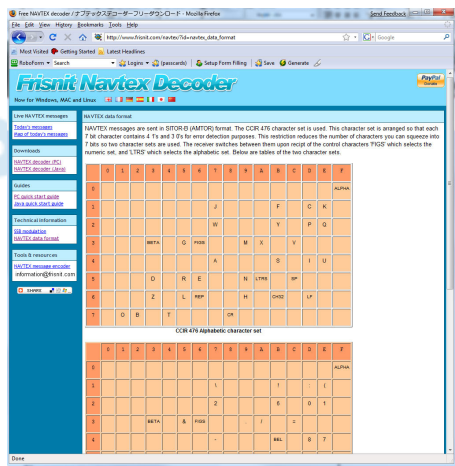 Free NAVTEX decoder / ナブテックスデコーダーフリーダウンロード - Mozilla Firefox
Send Feedback
File Edit View History Bookmarks Tools Help
http://www.frisnit.com/navtex/?id=navtex_data_format
Google
Most Visited Getting Started Latest Headlines
RoboForm Search Logins (passcards) Setup Form Filling Save Generate
Frisnit Navtex Decoder
PayPal
Now for Windows, MAC and Linux
Live NAVTEX messages
Today's messages
Map of today's messages
Downloads
NAVTEX decoder (PC)
NAVTEX decoder (Java)
Guides
PC quick start guide
Java quick start guide
Technical information
SSB modulation
NAVTEX data format
Tools & resources
NAVTEX message encoder
information@frisnit.com
SHARE
NAVTEX data format
NAVTEX messages are sent in SITOR-B (AMTOR) format. The CCIR 476 character set is used. This character set is arranged so that each
7 bit character contains 4 1's and 3 0's for error detection purposes. This restriction reduces the number of characters you can squeeze into
7 bits so two character sets are used. The receiver switches between them upon recipt of the control characters 'FIGS' which selects the
numeric set, and 'LTRS' which selects the alphabetic set. Below are tables of the two character sets.
0 1 2 3 4 5 6 7 8 9 A B C D E F
0 ALPHA
1 J F C K
2 W Y P Q
3 BETA G FIGS M X V
4 A S I U
5 D R E N LTRS SP
6 Z L REP H CHG2 LF
7 O B T CR
CCIR 476 Alphabetic character set
0 1 2 3 4 5 6 7 8 9 A B C D E F
0 ALPHA
1 \ ! : (
2 2 6 0 1
3 BETA & FIGS . / =
4 - BEL 8 7
Done